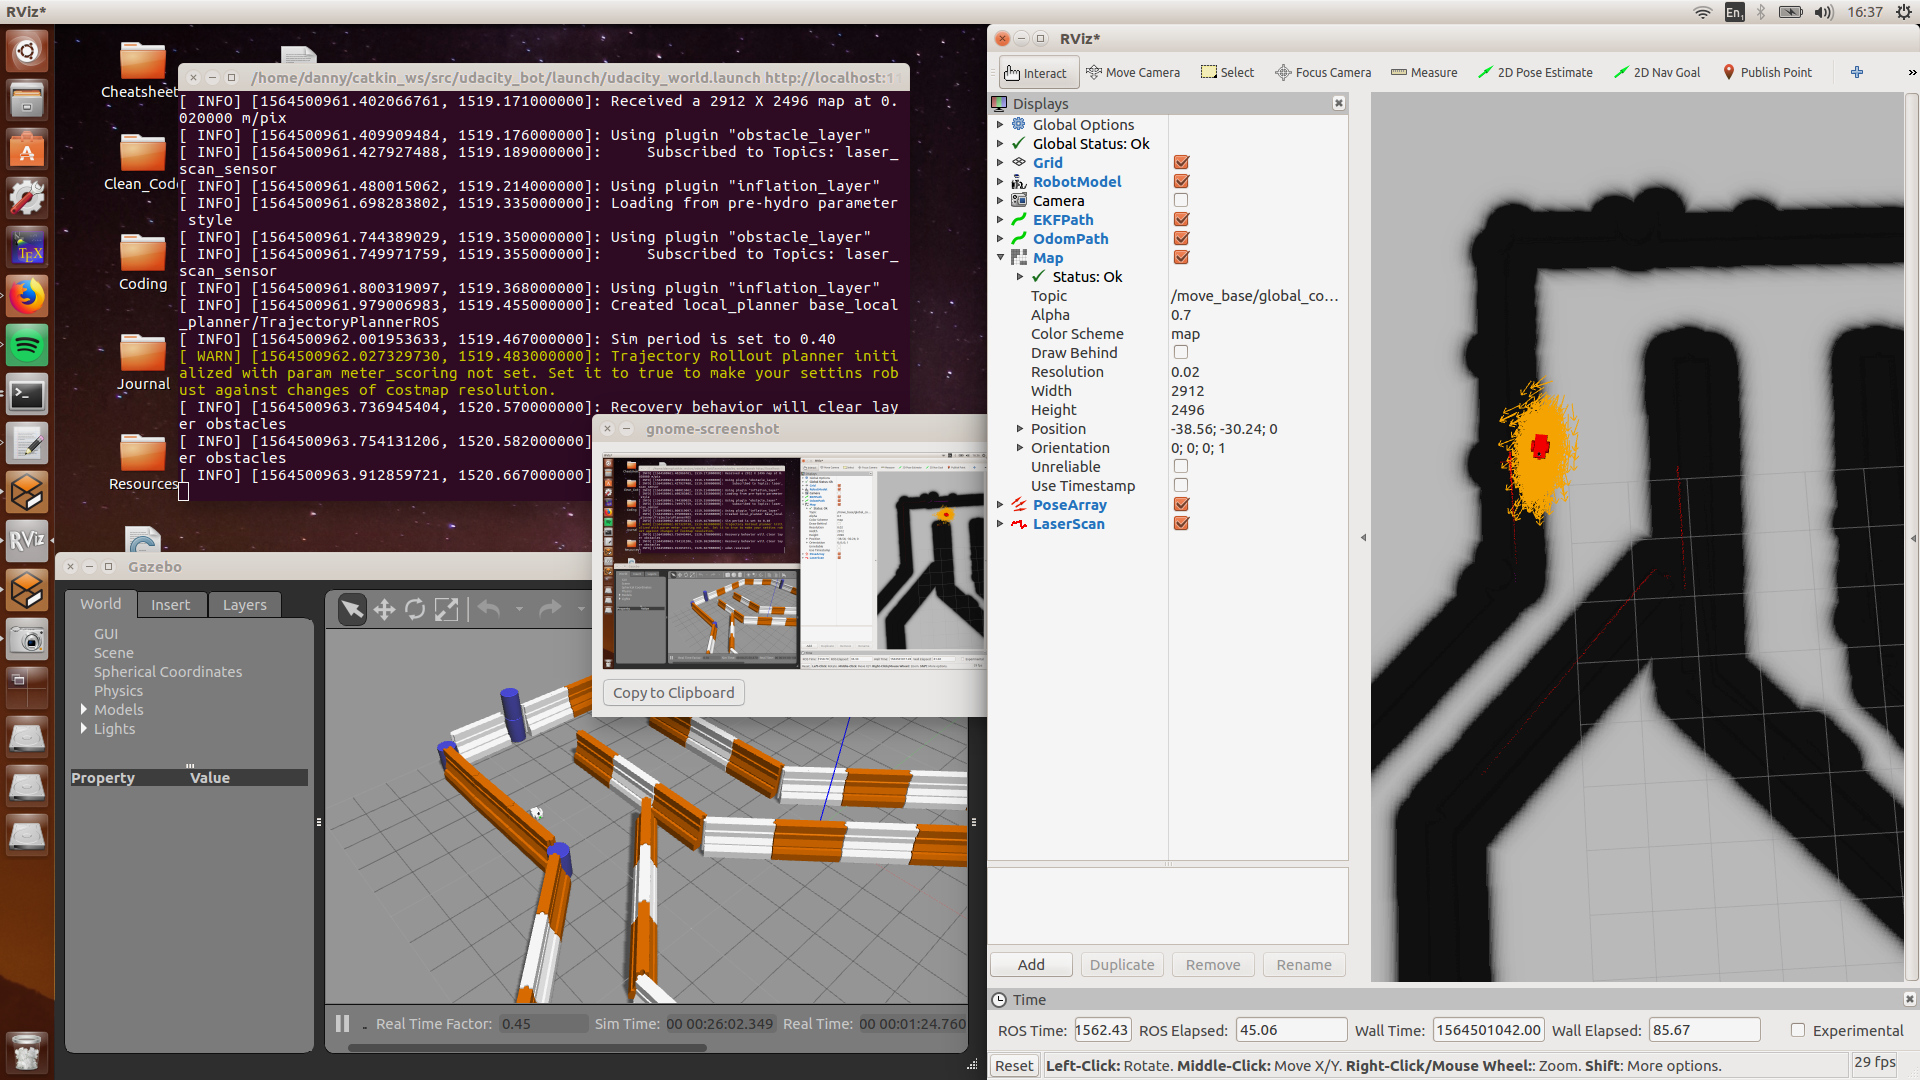 RViz*
En1
16:37
Cheatsheet
Clean_Cod
Coding
Journal
Resources
/home/danny/catkin_ws/src/udacity_bot/launch/udacity_world.launch http://localhost:11
[ INFO] [1564500961.402066761, 1519.171000000]: Received a 2912 X 2496 map at 0.
020000 m/pix
[ INFO] [1564500961.409909484, 1519.176000000]: Using plugin "obstacle_layer"
[ INFO] [1564500961.427927488, 1519.189000000]:     Subscribed to Topics: laser_
scan_sensor
[ INFO] [1564500961.480015062, 1519.214000000]: Using plugin "inflation_layer"
[ INFO] [1564500961.698283802, 1519.335000000]: Loading from pre-hydro parameter
 style
[ INFO] [1564500961.744389029, 1519.350000000]: Using plugin "obstacle_layer"
[ INFO] [1564500961.749971759, 1519.355000000]:     Subscribed to Topics: laser_
scan_sensor
[ INFO] [1564500961.800319097, 1519.368000000]: Using plugin "inflation_layer"
[ INFO] [1564500961.979006983, 1519.455000000]: Created local_planner base_local
_planner/TrajectoryPlannerROS
[ INFO] [1564500962.001953633, 1519.467000000]: Sim period is set to 0.40
[ WARN] [1564500962.027329730, 1519.483000000]: Trajectory Rollout planner initi
alized with param meter_scoring not set. Set it to true to make your settins rob
ust against changes of costmap resolution.
[ INFO] [1564500963.736945404, 1520.570000000]: Recovery behavior will clear lay
er obstacles
[ INFO] [1564500963.754131206, 1520.582000000]
er obstacles
[ INFO] [1564500963.912859721, 1520.667000000]
gnome-screenshot
Copy to Clipboard
Gazebo
World Insert Layers
GUI
Scene
Spherical Coordinates
Physics
Models
Lights
Property Value
Real Time Factor: 0.45 Sim Time: 00 00:26:02.349 Real Time: 00 00:01:24.760
RViz*
Interact Move Camera Select Focus Camera Measure 2D Pose Estimate 2D Nav Goal Publish Point
Displays
Global Options
Global Status: Ok
Grid
RobotModel
Camera
EKFPath
OdomPath
Map
Status: Ok
Topic /move_base/global_co...
Alpha 0.7
Color Scheme map
Draw Behind
Resolution 0.02
Width 2912
Height 2496
Position -38.56; -30.24; 0
Orientation 0; 0; 0; 1
Unreliable
Use Timestamp
PoseArray
LaserScan
Add Duplicate Remove Rename
Time
ROS Time: 1562.43 ROS Elapsed: 45.06 Wall Time: 1564501042.00 Wall Elapsed: 85.67 Experimental
Reset Left-Click: Rotate. Middle-Click: Move X/Y. Right-Click/Mouse Wheel:: Zoom. Shift: More options. 29 fps